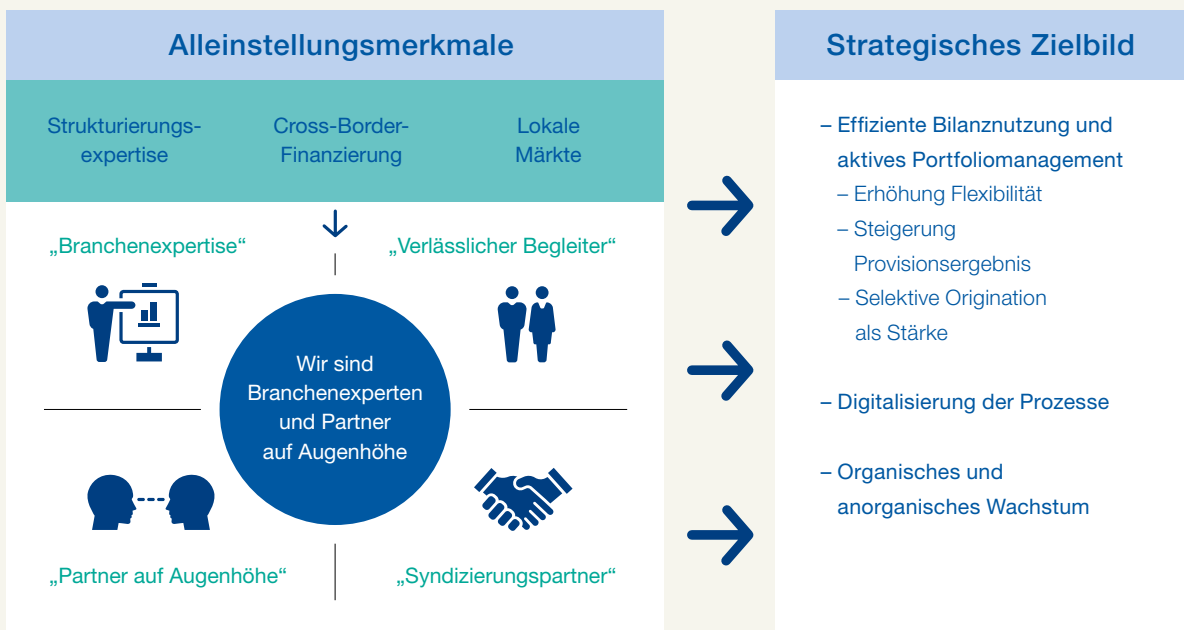 Alleinstellungsmerkmale
Strukturierungs-
expertise
Cross-Border-
Finanzierung
Lokale
Märkte
„Branchenexpertise“
„Verlässlicher Begleiter“
Wir sind
Branchenexperten
und Partner
auf Augenhöhe
„Partner auf Augenhöhe“
„Syndizierungspartner“
Strategisches Zielbild
– Effiziente Bilanznutzung und
aktives Portfoliomanagement
– Erhöhung Flexibilität
– Steigerung
Provisionsergebnis
– Selektive Origination
als Stärke
– Digitalisierung der Prozesse
– Organisches und
anorganisches Wachstum